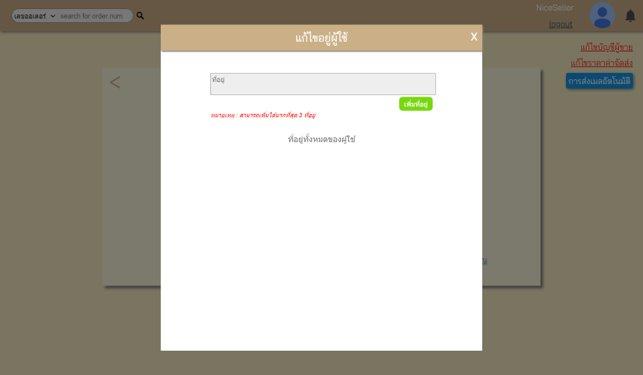 NiceSeller
เลขออเดอร์
search for order num
logout
แก้ไขอยู่ผู้ใช้
X
แก้ไขบัญชีผู้ขาย
แก้ไขราคาค่าจัดส่ง
การส่งเมลอัตโนมัติ
<
ที่อยู่
เพิ่มที่อยู่
หมายเหตุ : สามารถเพิ่มได้มากที่สุด 3 ที่อยู่
ที่อยู่ทั้งหมดของผู้ใช้